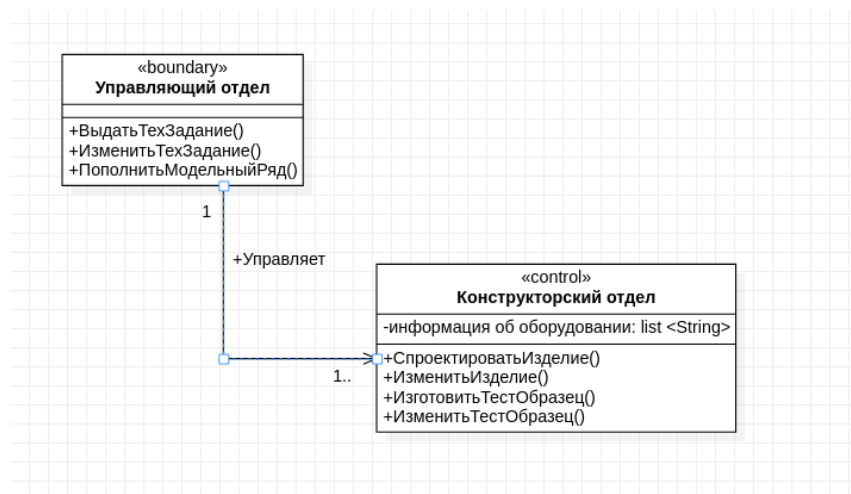 «boundary»
Управляющий отдел
+ВыдатьТехЗадание()
+ИзменитьТехЗадание()
+ПополнитьМодельныйРяд()
1
+Управляет
1..
«control»
Конструкторский отдел
-информация об оборудовании: list <String>
+СпроектироватьИзделие()
+ИзменитьИзделие()
+ИзготовитьТестОбразец()
+ИзменитьТестОбразец()